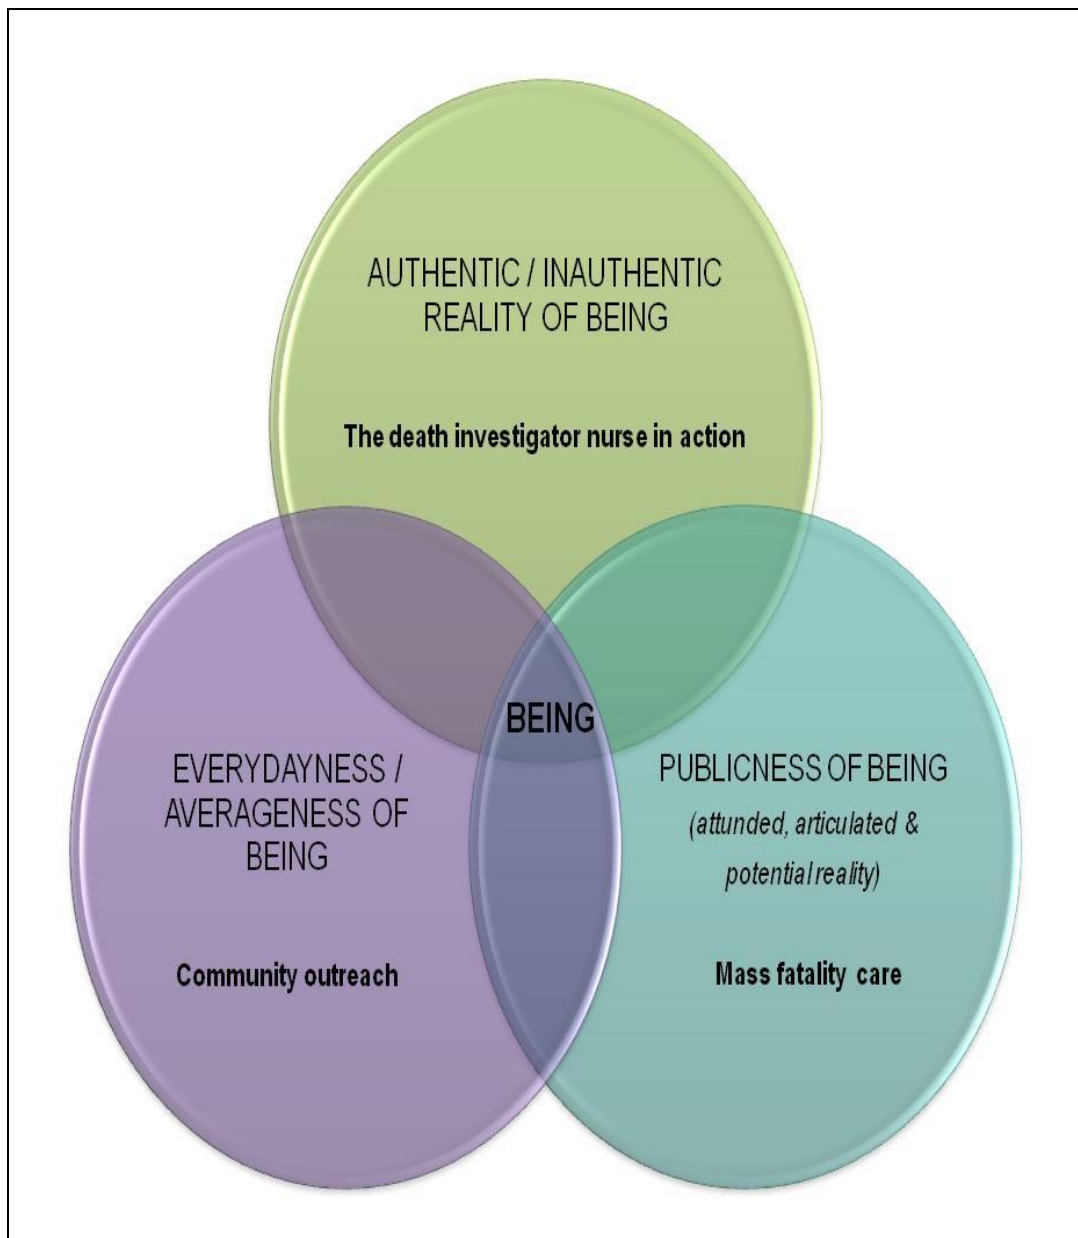 AUTHENTIC / INAUTHENTIC
REALITY OF BEING
The death investigator nurse in action
BEING
EVERYDAYNESS /
AVERAGENESS OF
BEING
Community outreach
PUBLICNESS OF BEING
(attunded, articulated &
potential reality)
Mass fatality care